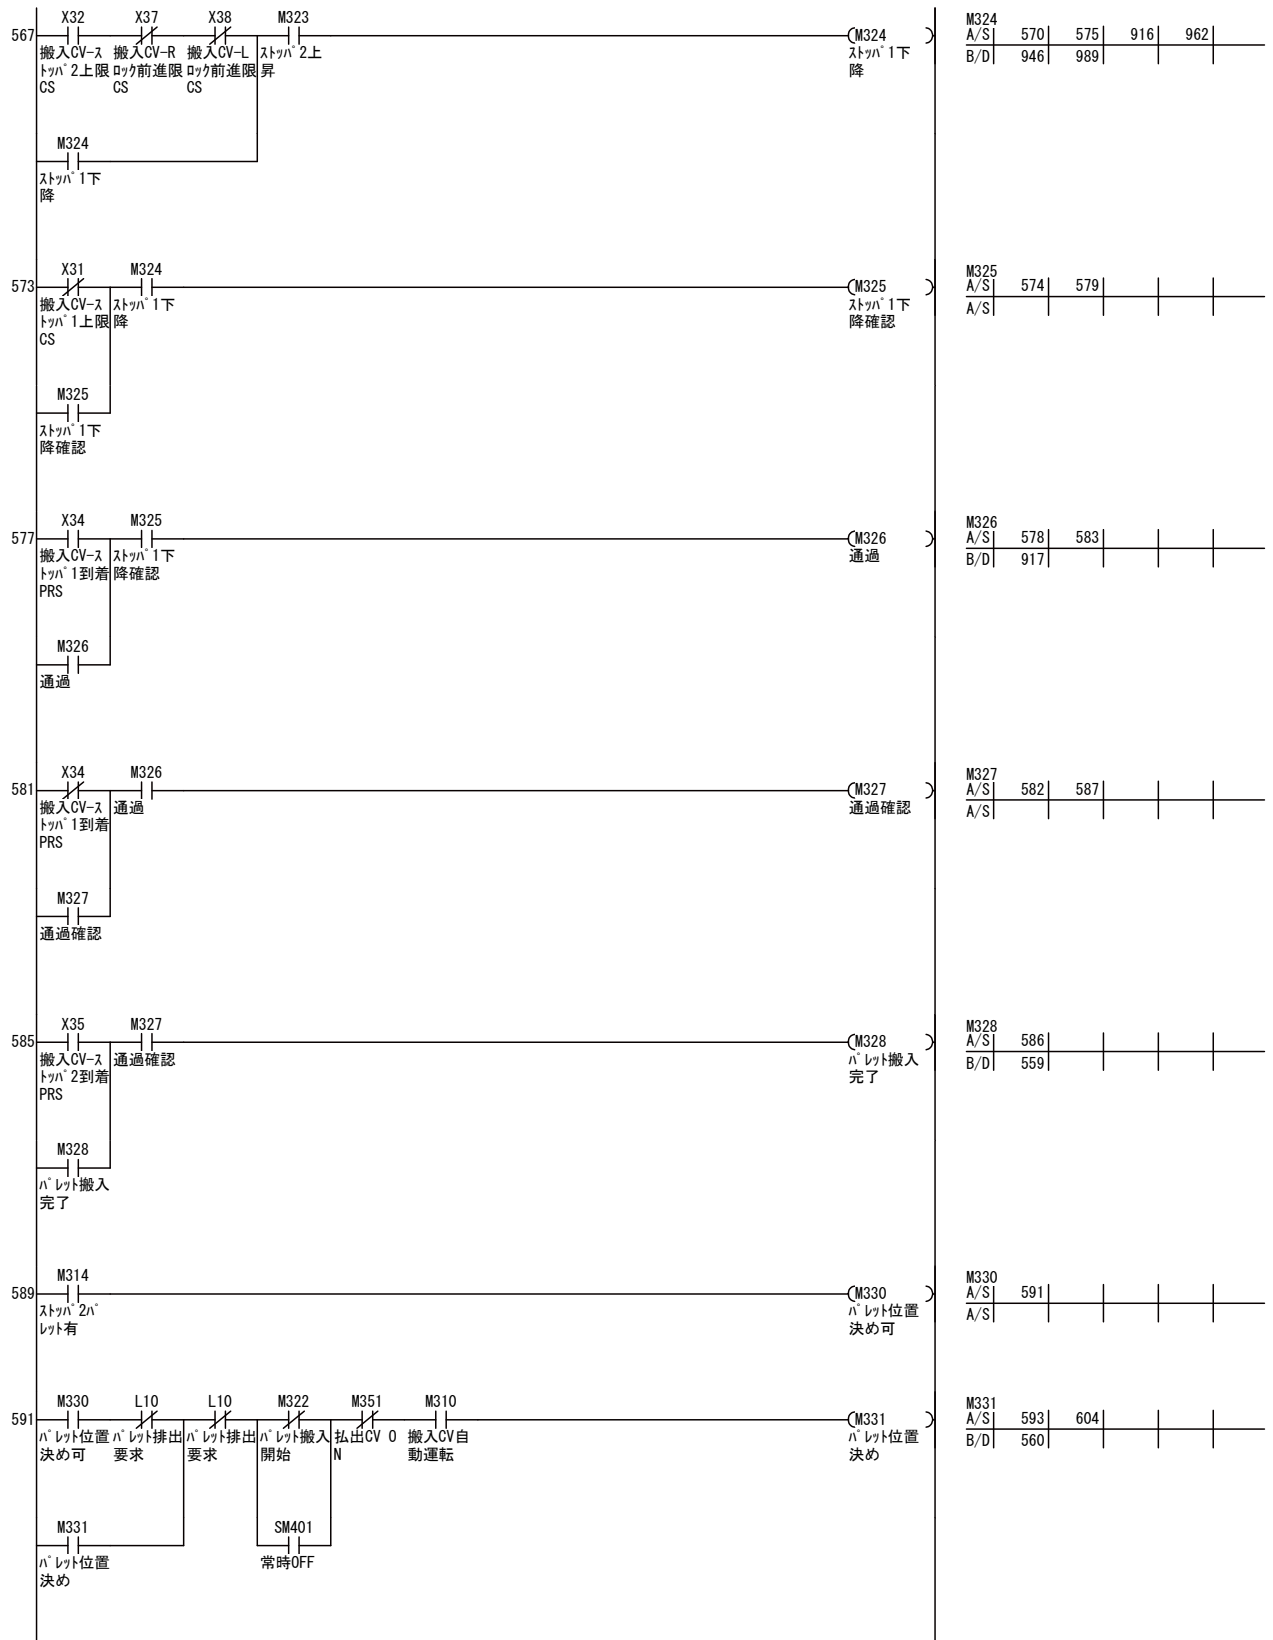 X32 X37 X38 M323
567 (M324 )
搬入CV-ス 搬入CV-R 搬入CV-L ストッパ2上 ストッパ1下
トッパ2上限 ロック前進限 ロック前進限 昇 降
CS CS CS
M324
A/S 570 575 916 962
B/D 946 989
M324
ストッパ1下
降
X31 M324
573 (M325 )
搬入CV-ス ストッパ1下 ストッパ1下
トッパ1上限 降 降確認
CS
M325
A/S 574 579
A/S
M325
ストッパ1下
降確認
X34 M325
577 (M326 )
搬入CV-ス ストッパ1下 通過
トッパ1到着 降確認
PRS
M326
A/S 578 583
B/D 917
M326
通過
X34 M326
581 (M327 )
搬入CV-ス 通過 通過確認
トッパ1到着
PRS
M327
A/S 582 587
A/S
M327
通過確認
X35 M327
585 (M328 )
搬入CV-ス 通過確認 パレット搬入
トッパ2到着 完了
PRS
M328
A/S 586
B/D 559
M328
パレット搬入
完了
M314
589 (M330 )
ストッパ2パ パレット位置
レット有 決め可
M330
A/S 591
A/S
M330 L10 L10 M322 M351 M310
591 (M331 )
パレット位置 パレット排出 パレット排出 パレット搬入 払出CV O 搬入CV自 パレット位置
決め可 要求 要求 開始 N 動運転 決め
M331
A/S 593 604
B/D 560
M331 SM401
パレット位置 常時OFF
決め